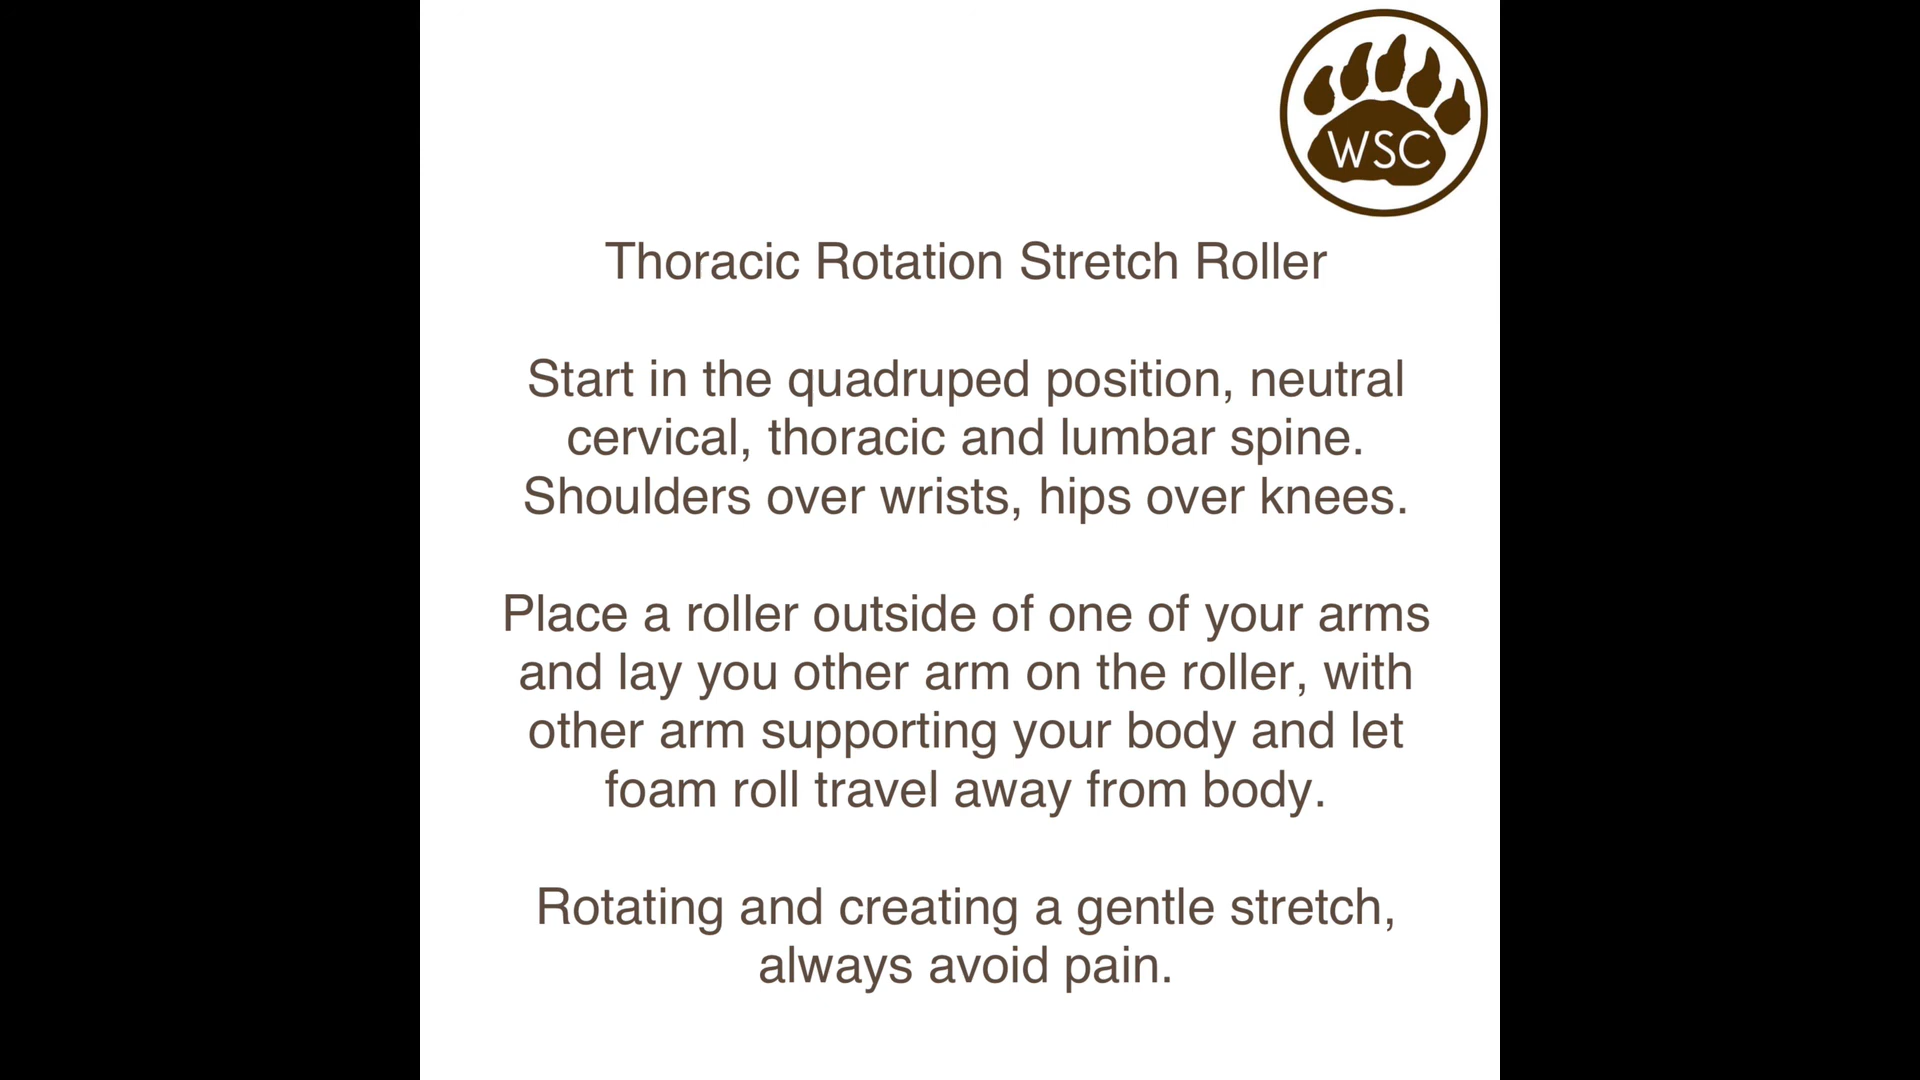 WSC
Thoracic Rotation Stretch Roller
Start in the quadruped position, neutral
cervical, thoracic and lumbar spine.
Shoulders over wrists, hips over knees.
Place a roller outside of one of your arms
and lay you other arm on the roller, with
other arm supporting your body and let
foam roll travel away from body.
Rotating and creating a gentle stretch,
always avoid pain.